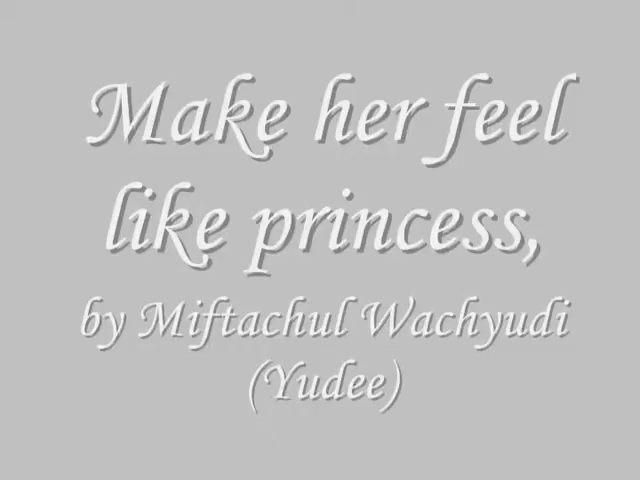 Make her feel
like princess,
by Miftachul Wachyudi
(Yudee)